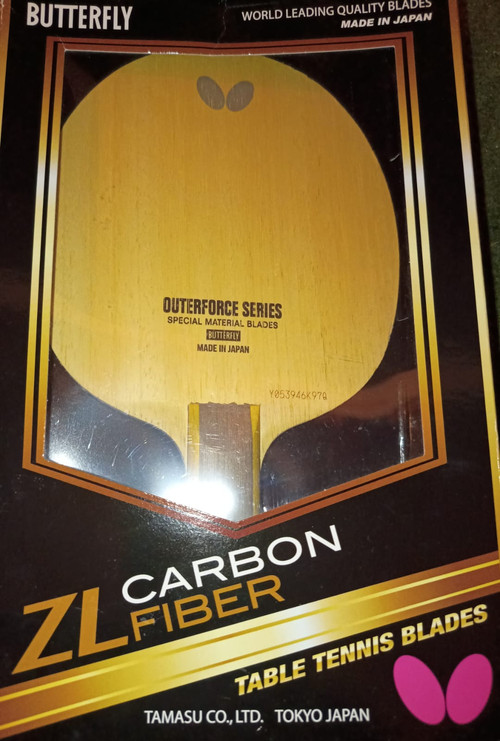 BUTTERFLY
WORLD LEADING QUALITY BLADES
MADE IN JAPAN
OUTERFORCE SERIES
SPECIAL MATERIAL BLADES
BUTTERFLY
MADE IN JAPAN
Y053946K97Q
ZL CARBON
FIBER
TABLE TENNIS BLADES
TAMASU CO., LTD. TOKYO JAPAN